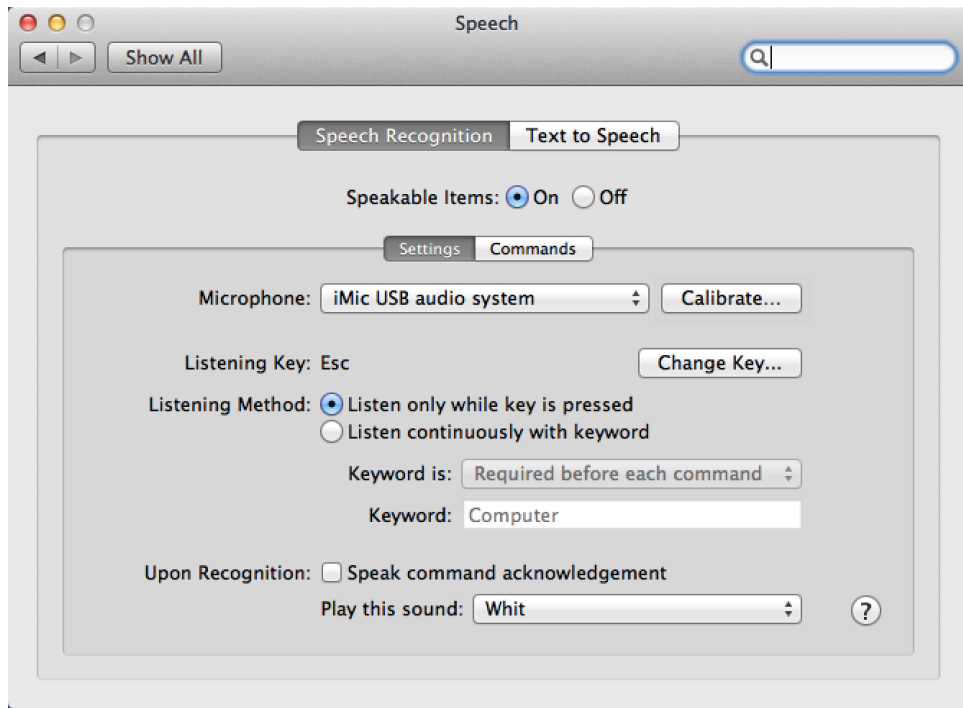 Speech
Show All
Speech Recognition Text to Speech
Speakable Items: On Off
Settings Commands
Microphone: iMic USB audio system Calibrate...
Listening Key: Esc Change Key...
Listening Method: Listen only while key is pressed
Listen continuously with keyword
Keyword is: Required before each command
Keyword: Computer
Upon Recognition: Speak command acknowledgement
Play this sound: Whit ?